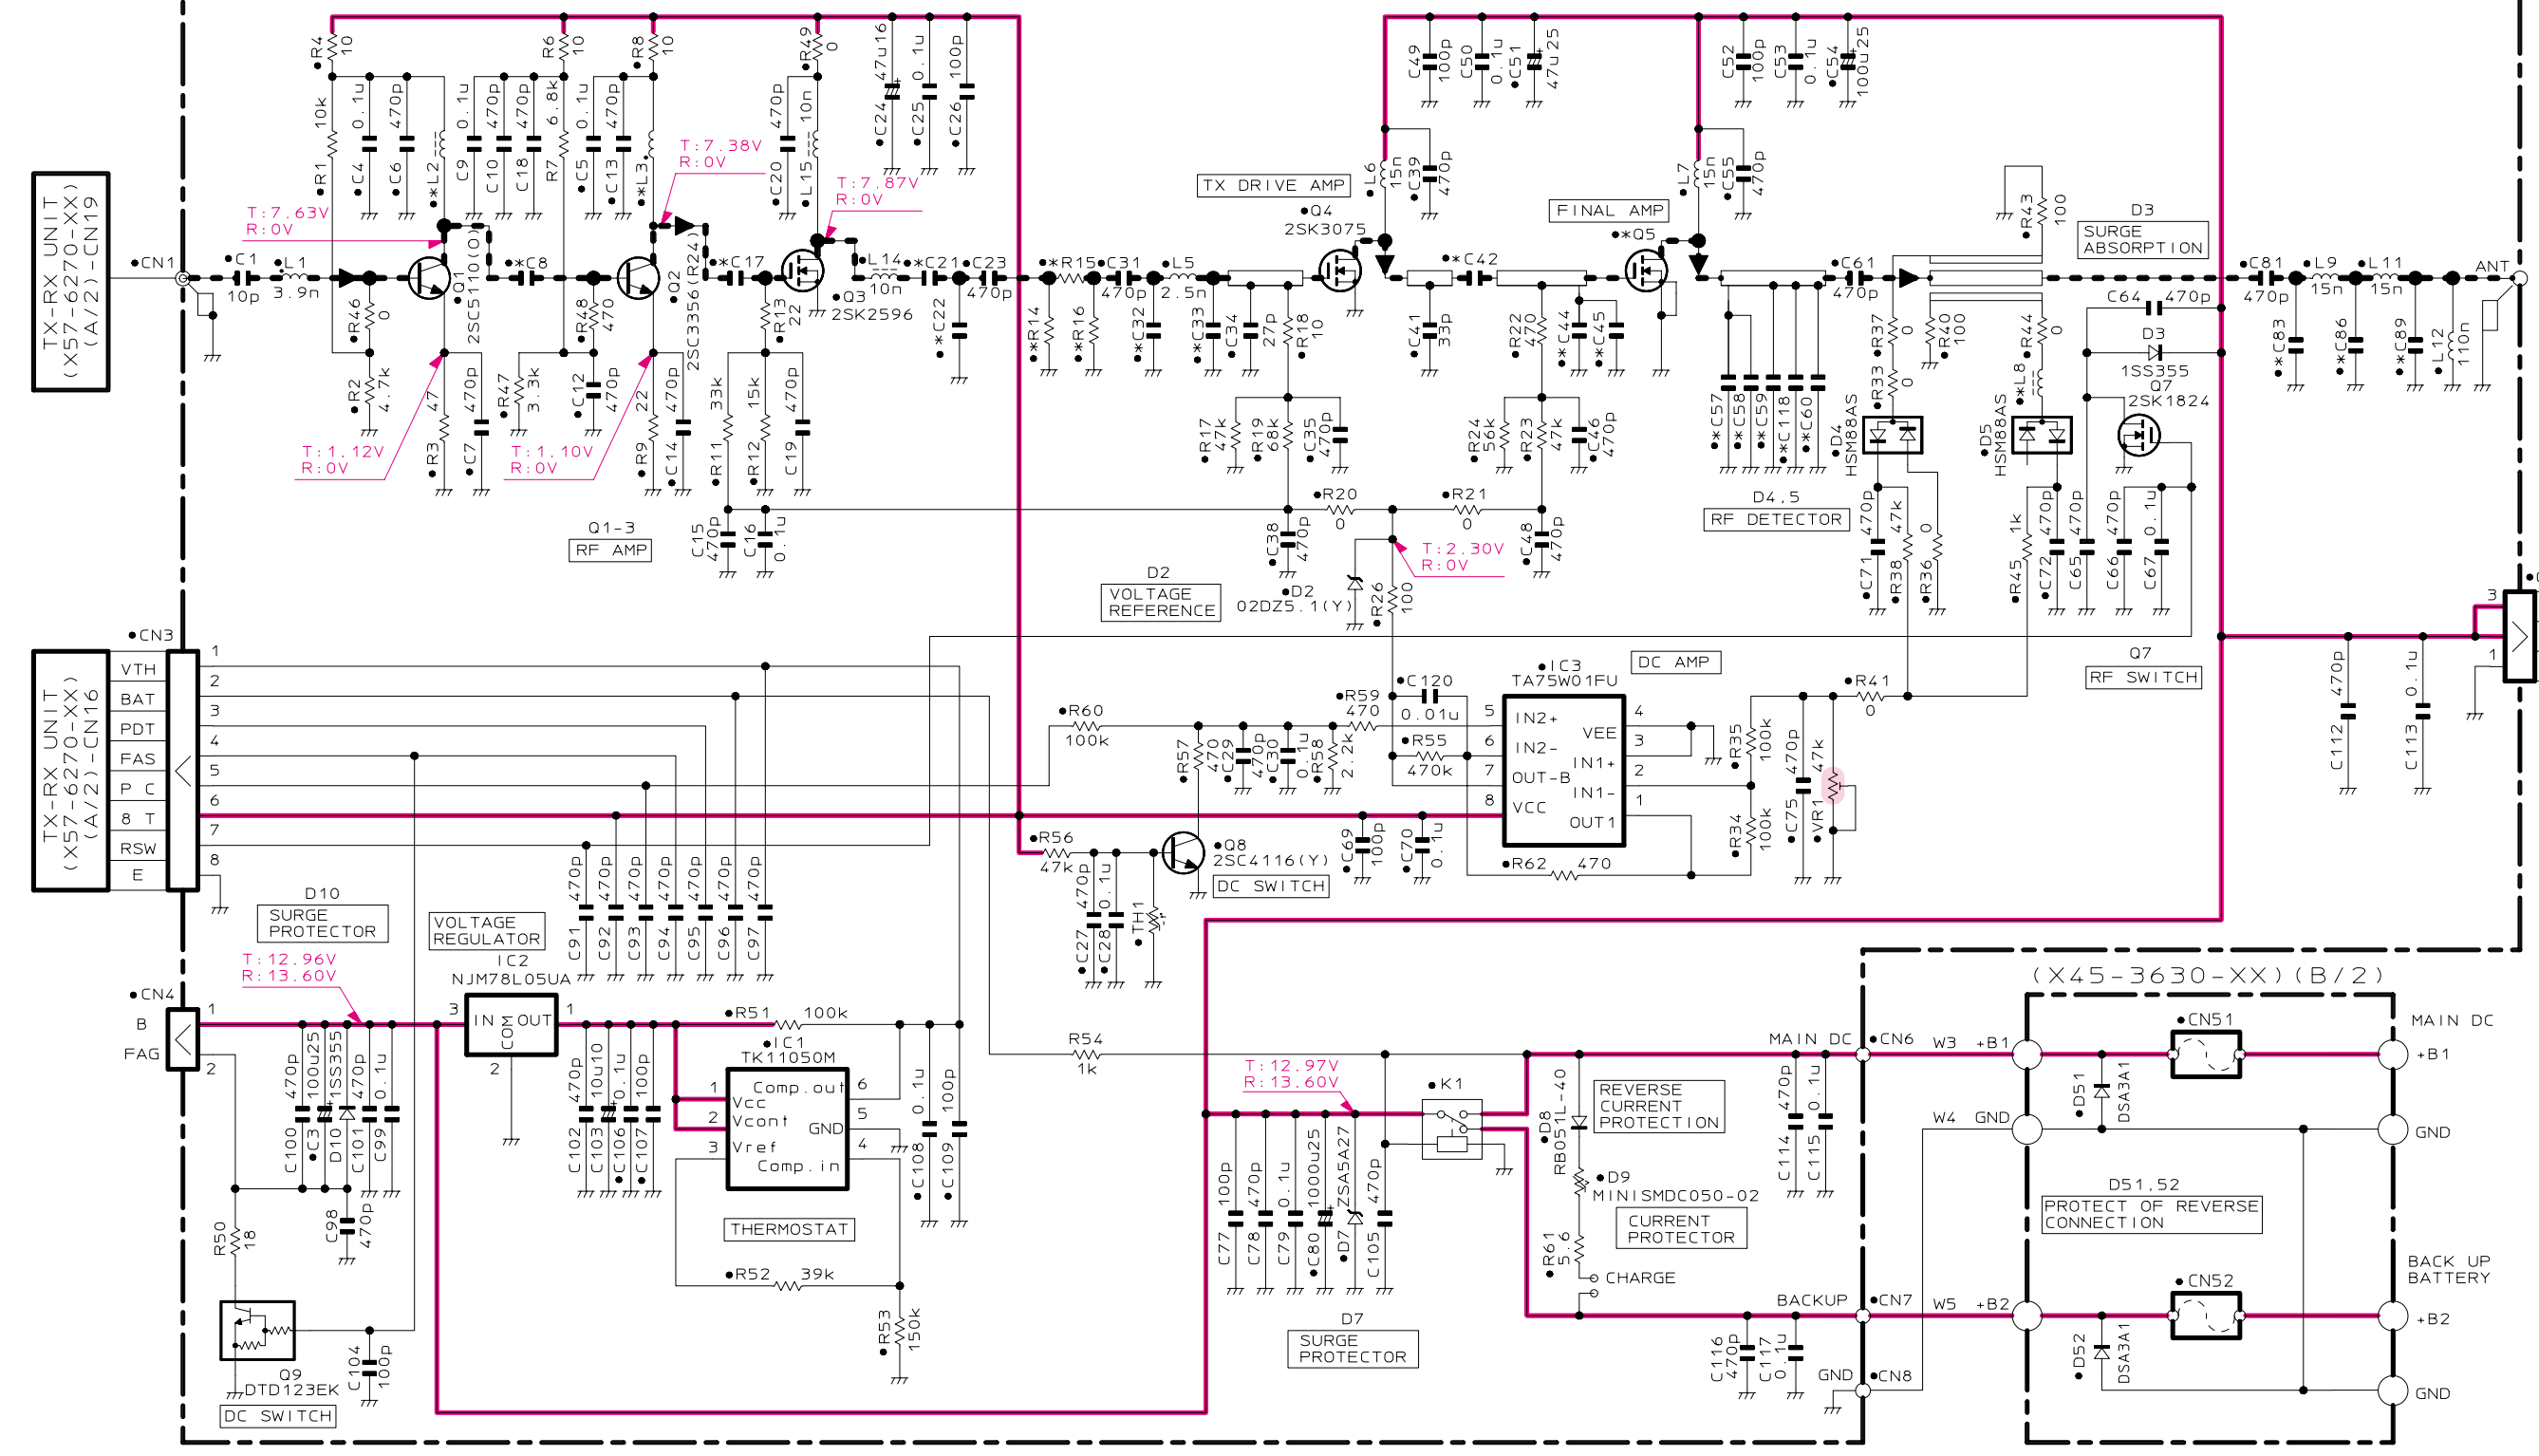 TX-RX UNIT
(X57-6270-XX)
(A/2)-CN19
CN1
C1
10p
L1
3.9n
R4
10
R1
10k
C4
0.1u
C6
470p
*L2
T:7.63V
R:0V
R46
0
R2
4.7k
Q1
2SC5110(O)
T:1.12V
R:0V
R3
47
C7
470p
C9
0.1u
C10
470p
C18
470p
R6
10
R7
6.8k
*C8
R48
470
R47
3.3k
C12
470p
C5
0.1u
C13
470p
R8
10
*L3
T:7.38V
R:0V
Q2
2SC3356(R24)
T:1.10V
R:0V
R9
22
C14
470p
*C17
R13
22
R11
33k
R12
15k
C19
470p
C20
470p
R49
0
L15
10n
T:7.87V
R:0V
Q3
2SK2596
C24
47u16
C25
0.1u
C26
100p
L14
10n
*C21
*C22
C23
470p
*R14
*R15
*R16
C31
470p
*C32
L5
2.5n
*C33
C34
27p
R18
10
TX DRIVE AMP
Q4
2SK3075
L6
15n
C39
470p
C49
100p
C50
0.1u
C51
47u25
C41
33p
*C42
FINAL AMP
*Q5
L7
15n
C55
470p
C52
100p
C53
0.1u
C54
100u25
R22
470
*C44
*C45
R17
47k
R19
68k
C35
470p
R24
56k
R23
47k
C46
470p
*C57
*C58
*C59
*C118
*C60
C61
470p
R43
100
D3
SURGE
ABSORPTION
R37
0
R33
0
R40
100
R44
0
*L8
D4
HSM88AS
D5
HSM88AS
C64
470p
D3
1SS355
Q7
2SK1824
C81
470p
*C83
L9
15n
*C86
L11
15n
*C89
L12
110n
ANT
Q1-3
RF AMP
C15
470p
C16
0.1u
C38
470p
R20
0
R21
0
C48
470p
T:2.30V
R:0V
D2
VOLTAGE
REFERENCE
D2
02DZ5.1(Y)
R26
100
D4,5
RF DETECTOR
C71
470p
R38
47k
R36
0
R45
1k
C72
470p
C65
470p
C66
470p
C67
0.1u
Q7
RF SWITCH
3
1
C112
470p
C113
0.1u
CN3
TX-RX UNIT
(X57-6270-XX)
(A/2)-CN16
VTH
BAT
PDT
FAS
P C
8 T
RSW
E
1
2
3
4
5
6
7
8
R60
100k
R57
470
C29
470p
C30
0.1u
R58
2.2k
R59
470
C120
0.01u
R55
470k
IC3
TA75W01FU
DC AMP
5
6
7
8
IN2+
IN2-
OUT-B
VCC
VEE
IN1+
IN1-
OUT1
4
3
2
1
R35
100k
R34
100k
C75
470p
VR1
47k
R41
0
R62
470
C69
100p
C70
0.1u
R56
47k
C27
470p
C28
0.1u
TH1
Q8
2SC4116(Y)
DC SWITCH
C91
470p
C92
470p
C93
470p
C94
470p
C95
470p
C96
470p
C97
470p
D10
SURGE
PROTECTOR
T:12.96V
R:13.60V
VOLTAGE
REGULATOR
IC2
NJM78L05UA
3
IN
COM
OUT
1
2
CN4
B
FAG
1
2
C100
470p
C3
100u25
D10
1SS355
C101
470p
C99
0.1u
C98
470p
R50
18
Q9
DTD123EK
DC SWITCH
C104
100p
C102
470p
C103
10u10
C106
0.1u
C107
100p
R51
100k
IC1
TK11050M
1
2
3
Vcc
Vcont
Vref
Comp.out
GND
Comp.in
6
5
4
THERMOSTAT
C108
0.1u
C109
100p
R52
39k
R53
150k
R54
1k
T:12.97V
R:13.60V
C77
100p
C78
470p
C79
0.1u
C80
1000u25
D7
ZSA5A27
C105
470p
D7
SURGE
PROTECTOR
K1
D8
RB051L-40
REVERSE
CURRENT
PROTECTION
D9
MINISMDC050-02
CURRENT
PROTECTOR
R61
5.6
CHARGE
MAIN DC
CN6
C114
470p
C115
0.1u
BACKUP
CN7
C116
470p
C117
0.1u
GND
CN8
(X45-3630-XX)(B/2)
W3
+B1
W4
GND
W5
+B2
CN51
D51
DSA3A1
D51,52
PROTECT OF REVERSE
CONNECTION
CN52
D52
DSA3A1
MAIN DC
+B1
GND
BACK UP
BATTERY
+B2
GND